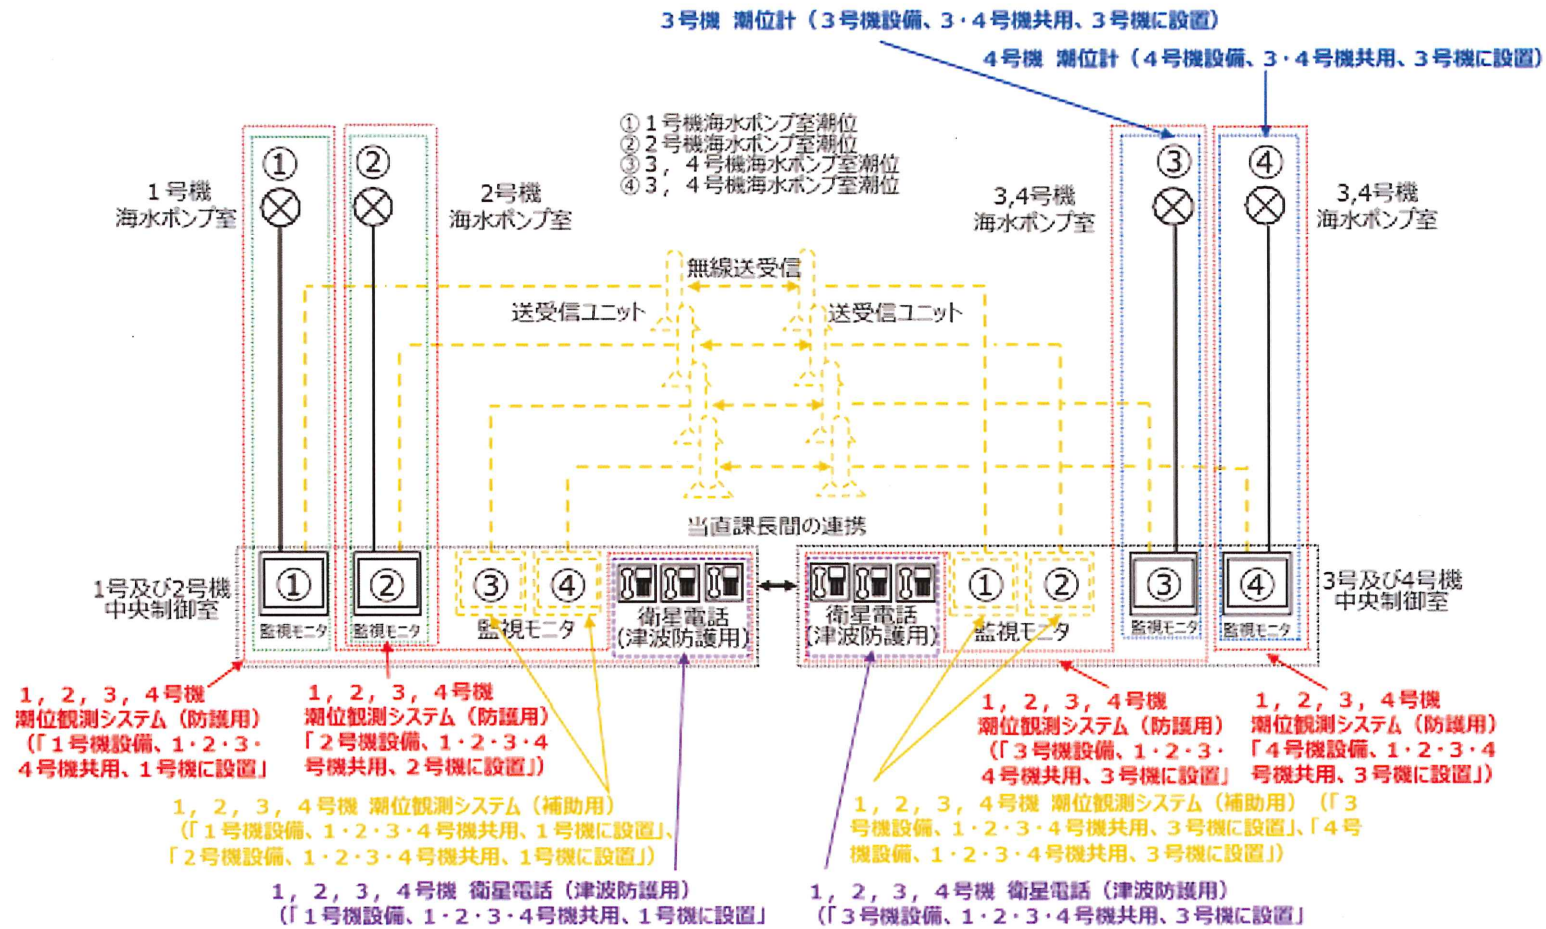 3号機 潮位計（3号機設備、3・4号機共用、3号機に設置）
4号機 潮位計（4号機設備、3・4号機共用、3号機に設置）
①1号機海水ポンプ室潮位
②2号機海水ポンプ室潮位
③3，4号機海水ポンプ室潮位
④3，4号機海水ポンプ室潮位
①
②
③
④
1号機
海水ポンプ室
2号機
海水ポンプ室
3,4号機
海水ポンプ室
3,4号機
海水ポンプ室
無線送受信
送受信ユニット
送受信ユニット
当直課長間の連携
1号及び2号機
中央制御室
①
監視モニタ
②
監視モニタ
③
④
監視モニタ
衛星電話
(津波防護用)
衛星電話
(津波防護用)
①
②
監視モニタ
③
監視モニタ
④
監視モニタ
3号及び4号機
中央制御室
1，2，3，4号機
潮位観測システム（防護用）
（「1号機設備、1・2・3・
4号機共用、1号機に設置」
1，2，3，4号機
潮位観測システム（防護用）
「2号機設備、1・2・3・4
号機共用、2号機に設置」）
1，2，3，4号機
潮位観測システム（防護用）
（「3号機設備、1・2・3・
4号機共用、3号機に設置」
1，2，3，4号機
潮位観測システム（防護用）
「4号機設備、1・2・3・4
号機共用、3号機に設置」）
1，2，3，4号機 潮位観測システム（補助用）
（「1号機設備、1・2・3・4号機共用、1号機に設置」、
「2号機設備、1・2・3・4号機共用、1号機に設置」）
1，2，3，4号機 潮位観測システム（補助用）（「3
号機設備、1・2・3・4号機共用、3号機に設置」、「4号
機設備、1・2・3・4号機共用、3号機に設置」）
1，2，3，4号機 衛星電話（津波防護用）
（「1号機設備、1・2・3・4号機共用、1号機に設置」
1，2，3，4号機 衛星電話（津波防護用）
（「3号機設備、1・2・3・4号機共用、3号機に設置」